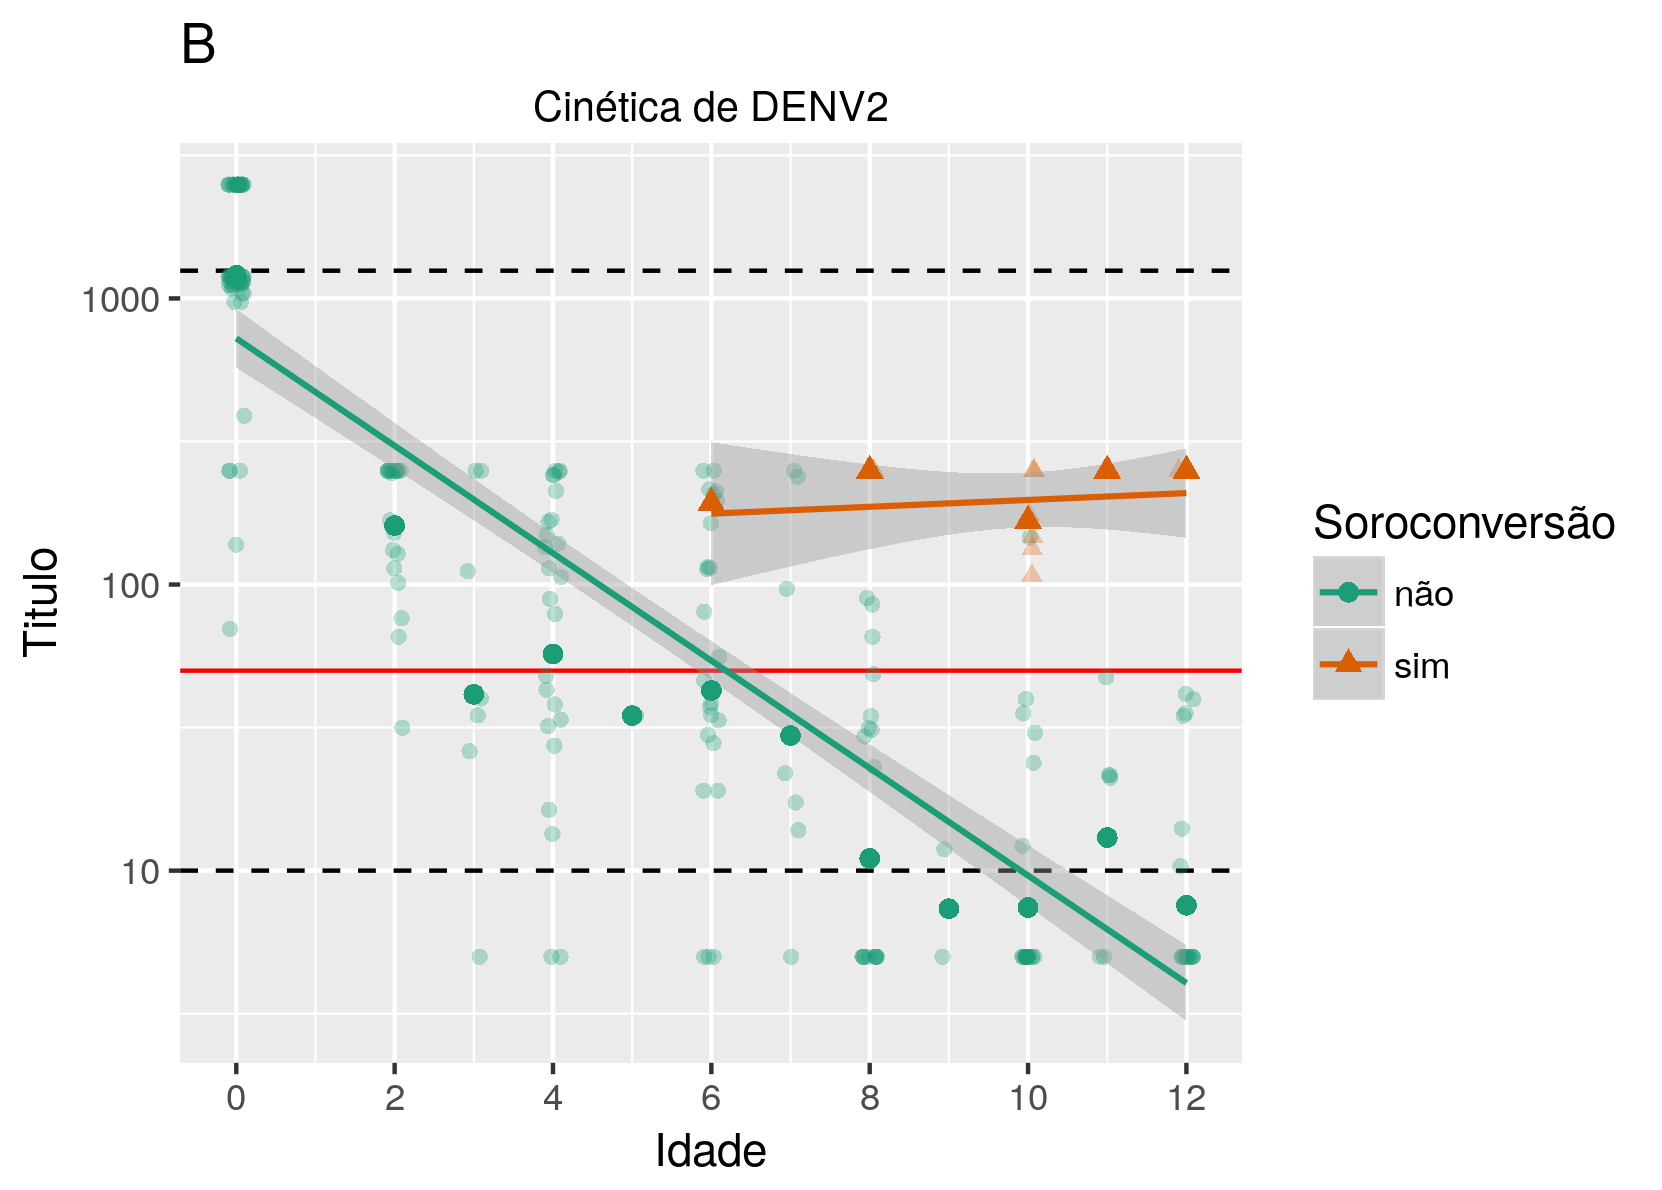 B
Cinética de DENV2
Titulo
1000
100
10
0 2 4 6 8 10 12
Idade
Soroconversão
não
sim